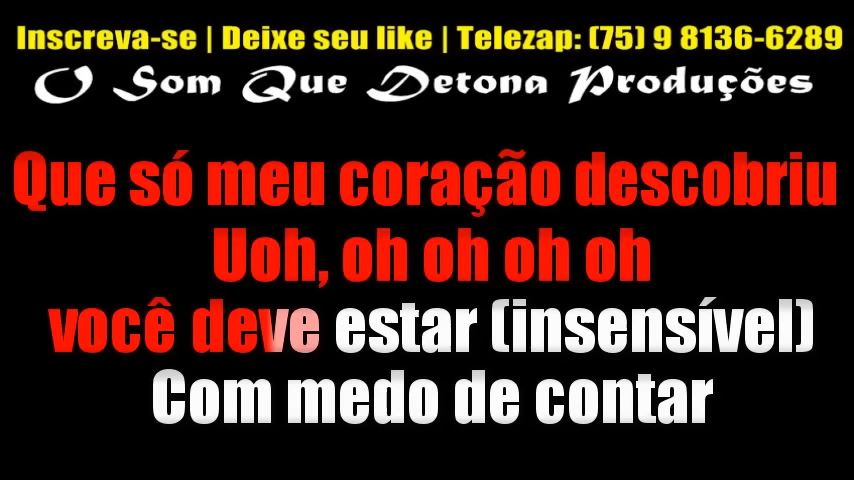 Inscreva-se | Deixe seu like | Telezap: (75) 9 8136-6289
O Som Que Detona Produções
Que só meu coração descobriu
Uoh, oh oh oh oh
você deve estar (insensível)
Com medo de contar